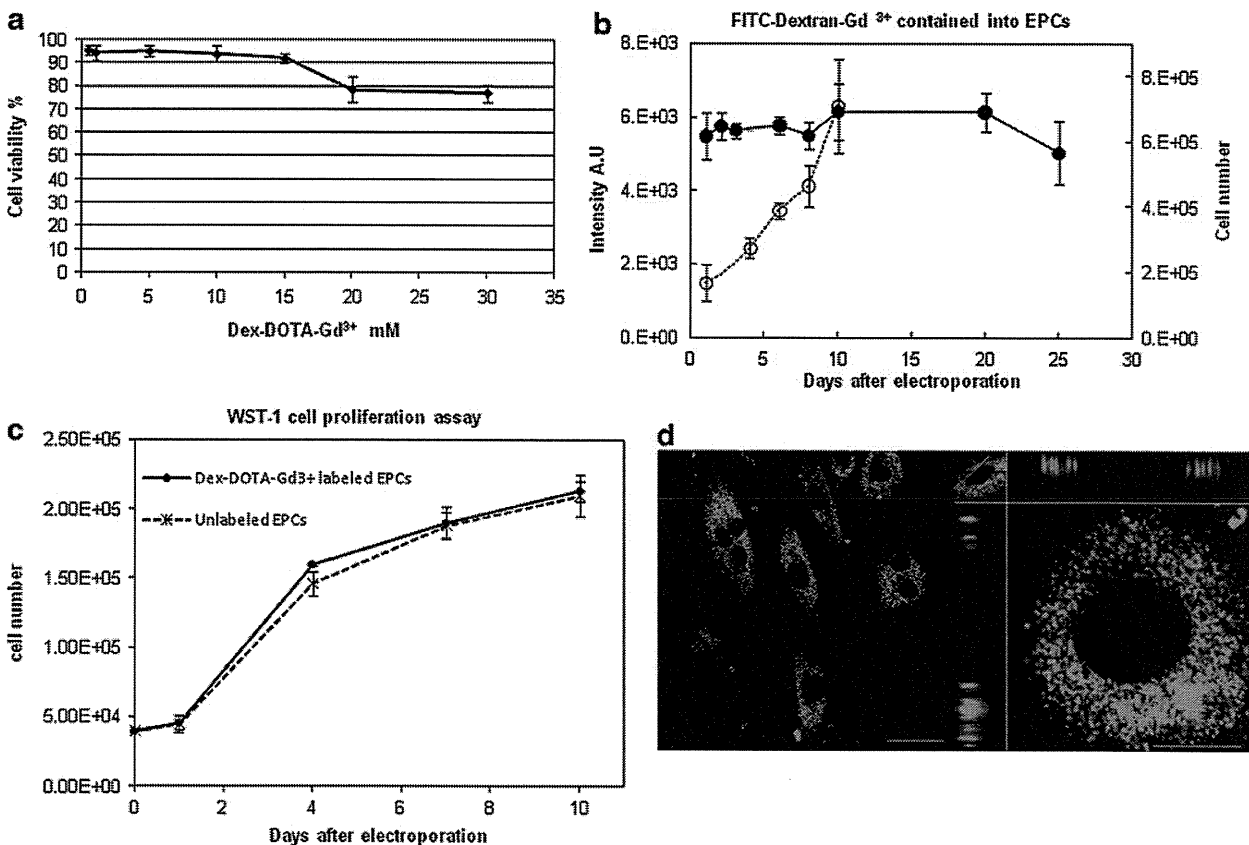 a
100
90
80
70
60
50
40
30
20
10
0
Cell viability %
0 5 10 15 20 25 30 35
Dex-DOTA-Gd³⁺ mM
b
FITC-Dextran-Gd ³⁺ contained into EPCs
8.E+03
6.E+03
4.E+03
2.E+03
0.E+00
Intensity A.U
8.E+05
6.E+05
4.E+05
2.E+05
0.E+00
Cell number
0 5 10 15 20 25 30
Days after electroporation
c
WST-1 cell proliferation assay
2.50E+05
2.00E+05
1.50E+05
1.00E+05
5.00E+04
0.00E+00
cell number
Dex-DOTA-Gd3+ labeled EPCs
Unlabeled EPCs
0 2 4 6 8 10
Days after electroporation
d